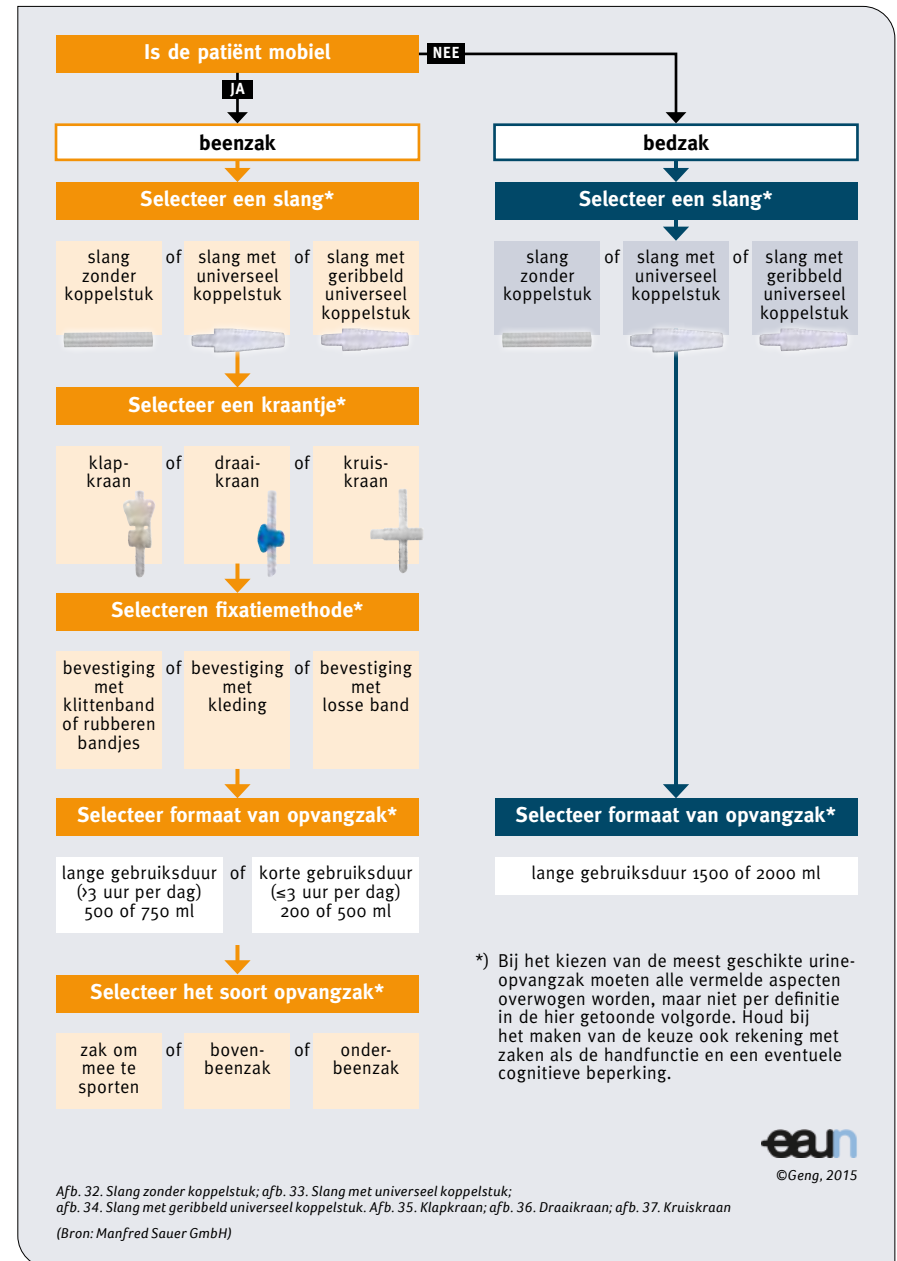 Is de patiënt mobiel
NEE
JA
beenzak
bedzak
Selecteer een slang*
Selecteer een slang*
slang
zonder
koppelstuk
of
slang met
universeel
koppelstuk
of
slang met
geribbeld
universeel
koppelstuk
slang
zonder
koppelstuk
of
slang met
universeel
koppelstuk
of
slang met
geribbeld
universeel
koppelstuk
Selecteer een kraantje*
klap-
kraan
of
draai-
kraan
of
kruis-
kraan
Selecteren fixatiemethode*
bevestiging
met
klittenband
of rubberen
bandjes
of
bevestiging
met
kleding
of
bevestiging
met
losse band
Selecteer formaat van opvangzak*
Selecteer formaat van opvangzak*
lange gebruiksduur
(>3 uur per dag)
500 of 750 ml
of
korte gebruiksduur
(≤3 uur per dag)
200 of 500 ml
lange gebruiksduur 1500 of 2000 ml
Selecteer het soort opvangzak*
zak om
mee te
sporten
of
boven-
beenzak
of
onder-
beenzak
*) Bij het kiezen van de meest geschikte urine-
opvangzak moeten alle vermelde aspecten
overwogen worden, maar niet per definitie
in de hier getoonde volgorde. Houd bij
het maken van de keuze ook rekening met
zaken als de handfunctie en een eventuele
cognitieve beperking.
eaun
©Geng, 2015
Afb. 32. Slang zonder koppelstuk; afb. 33. Slang met universeel koppelstuk;
afb. 34. Slang met geribbeld universeel koppelstuk. Afb. 35. Klapkraan; afb. 36. Draaikraan; afb. 37. Kruiskraan
(Bron: Manfred Sauer GmbH)